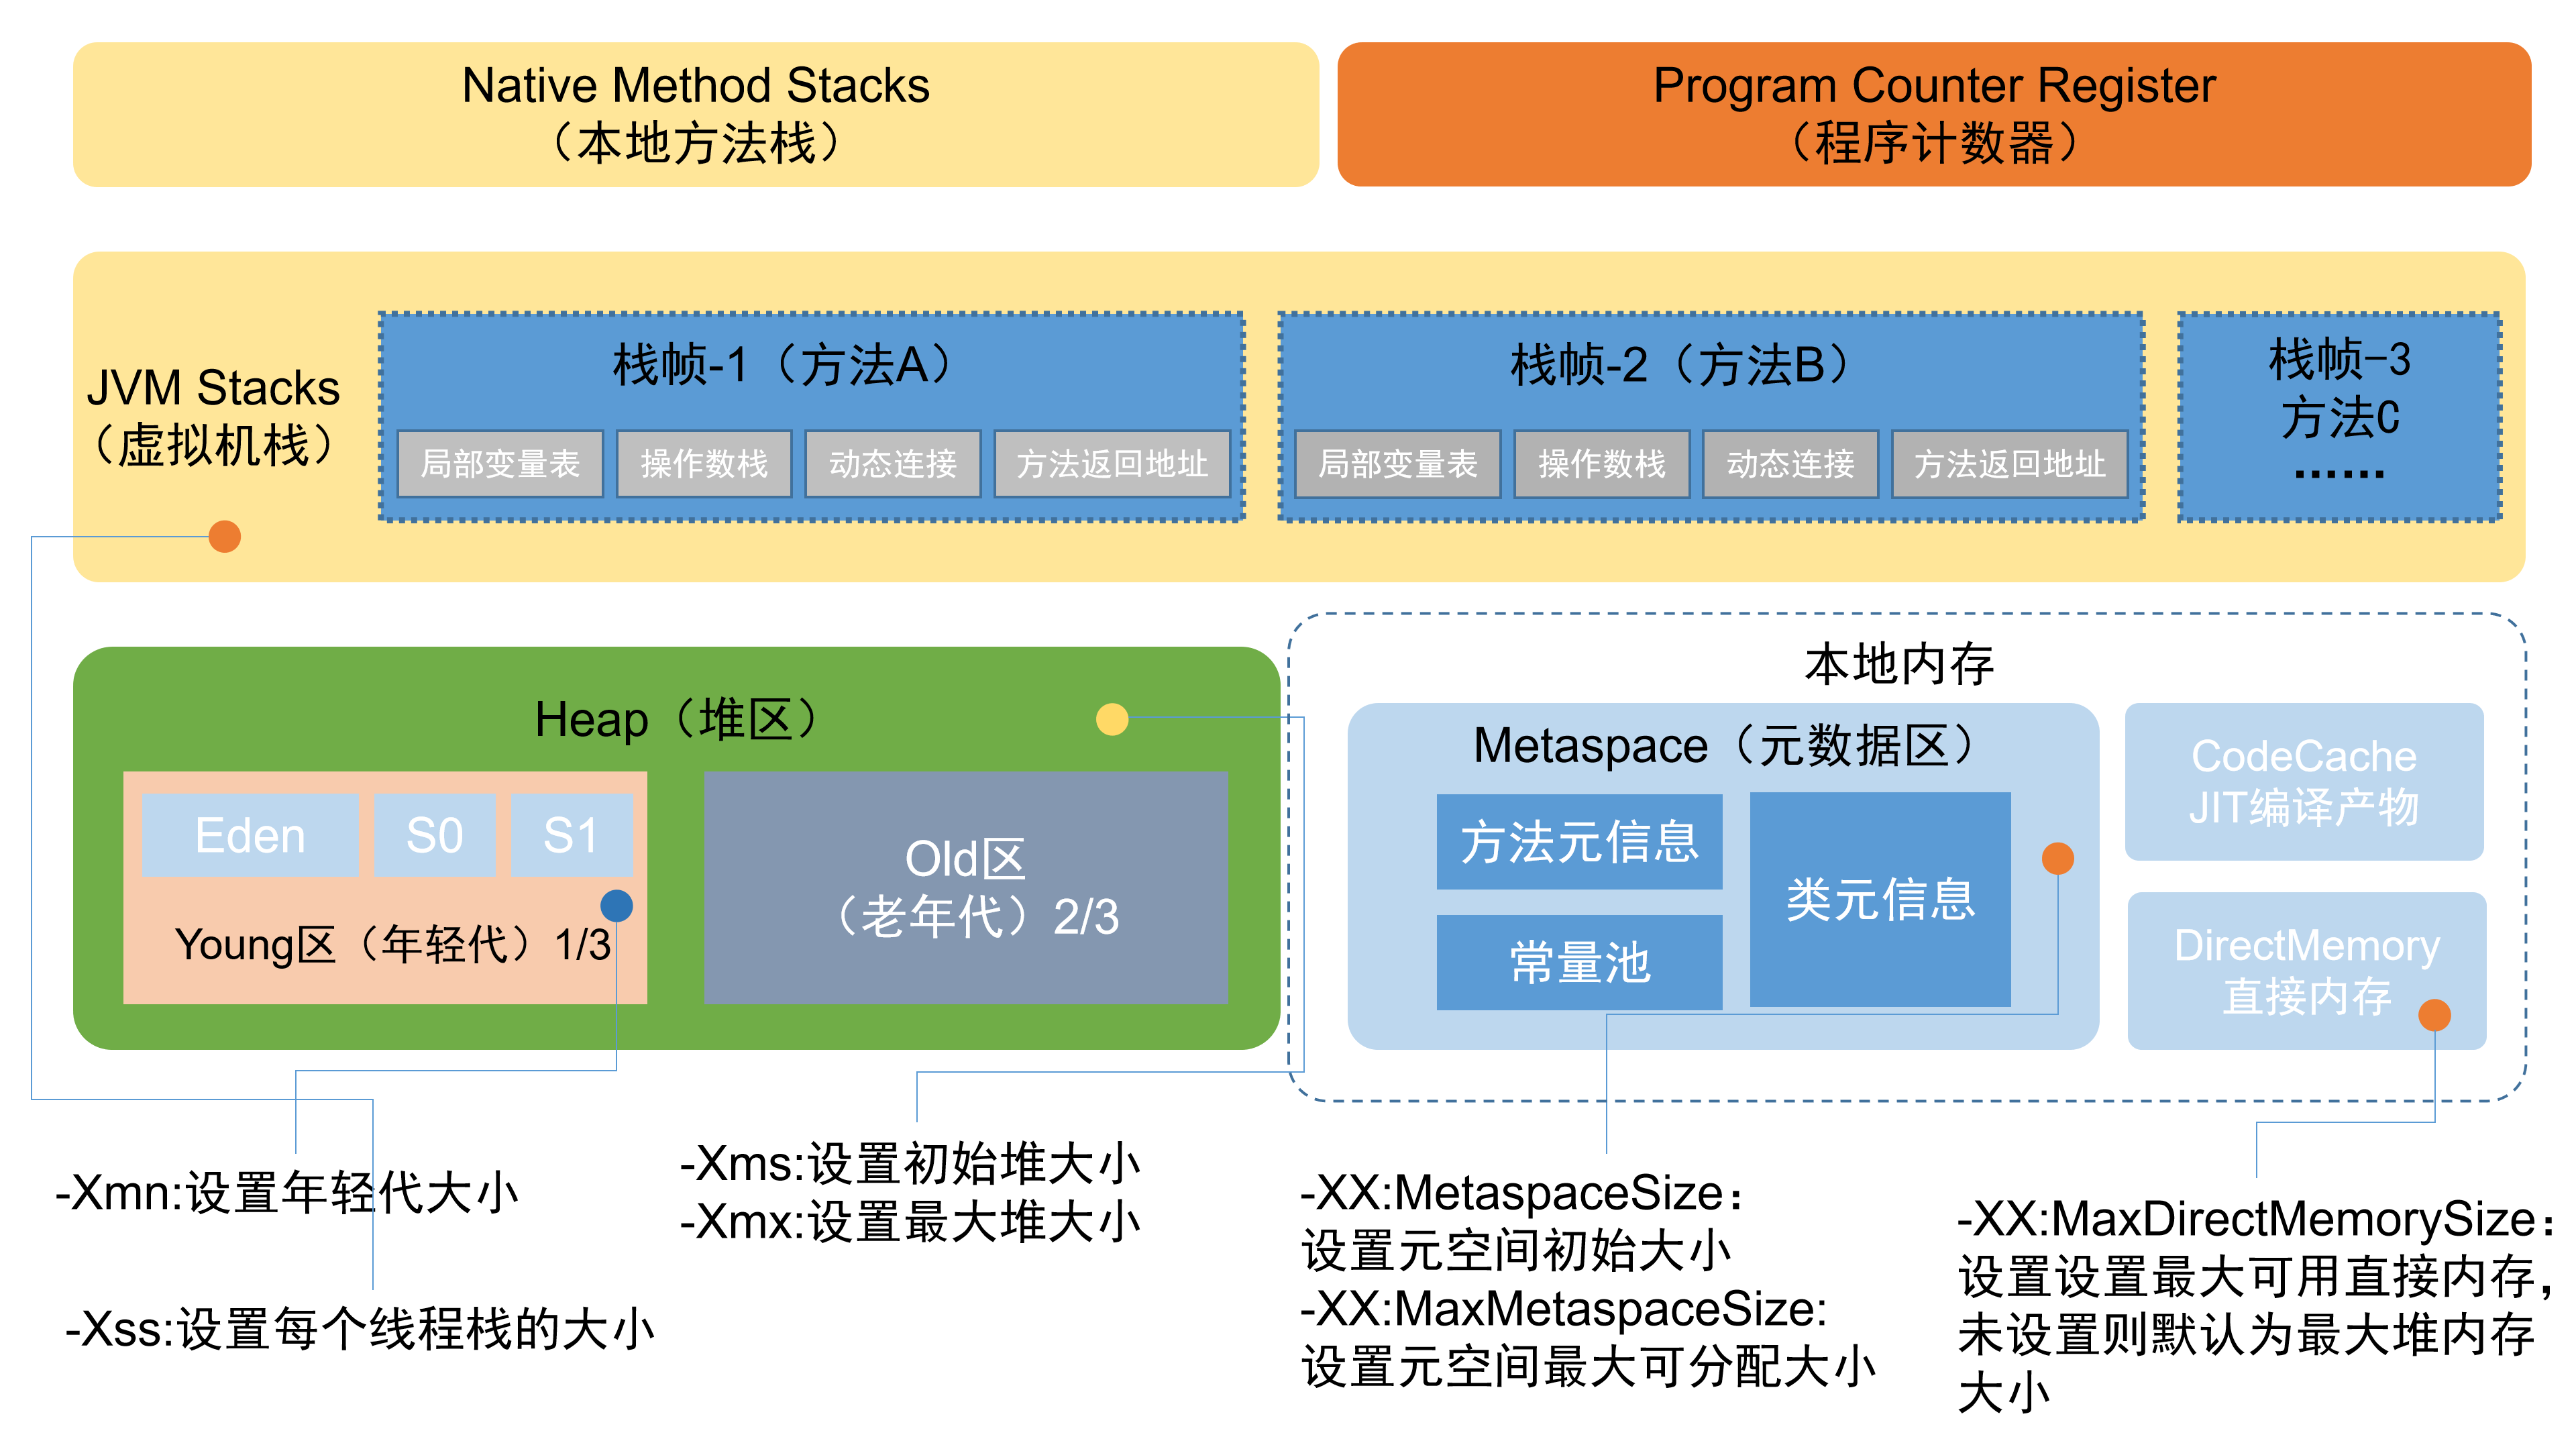 Native Method Stacks
（本地方法栈）
Program Counter Register
（程序计数器）
JVM Stacks
（虚拟机栈）
栈帧-1（方法A）
局部变量表
操作数栈
动态连接
方法返回地址
栈帧-2（方法B）
局部变量表
操作数栈
动态连接
方法返回地址
栈帧-3
方法C
······
Heap（堆区）
Eden
S0
S1
Young区（年轻代）1/3
Old区
（老年代）2/3
本地内存
Metaspace（元数据区）
方法元信息
常量池
类元信息
CodeCache
JIT编译产物
DirectMemory
直接内存
-Xmn:设置年轻代大小
-Xss:设置每个线程栈的大小
-Xms:设置初始堆大小
-Xmx:设置最大堆大小
-XX:MetaspaceSize：
设置元空间初始大小
-XX:MaxMetaspaceSize:
设置元空间最大可分配大小
-XX:MaxDirectMemorySize：
设置设置最大可用直接内存，
未设置则默认为最大堆内存
大小